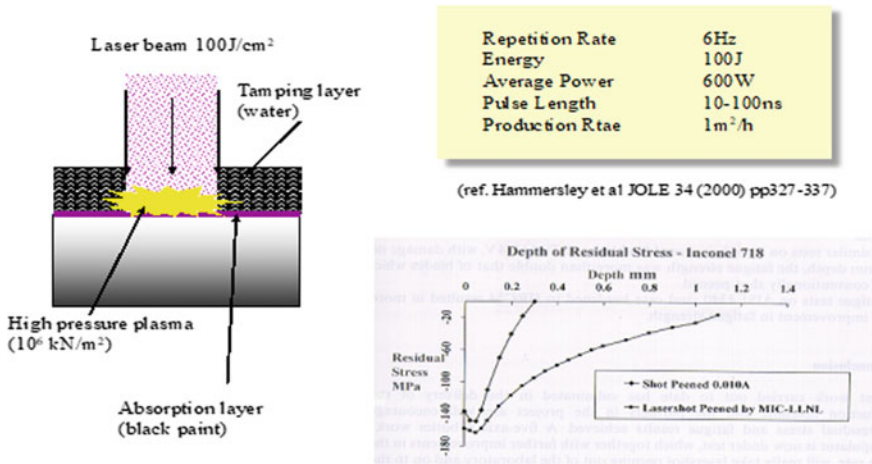 Laser beam 100J/cm²
Tamping layer
(water)
High pressure plasma
(10⁶ kN/m²)
Absorption layer
(black paint)
Repetition Rate 6Hz
Energy 100J
Average Power 600W
Pulse Length 10-100ns
Production Rtae 1m²/h
(ref. Hammersley et al JOLE 34 (2000) pp327-337)
Depth of Residual Stress - Inconel 718
Depth mm
0 0.2 0.4 0.6 0.8 1 1.2 1.4
-20
-60
-100
-140
-180
Residual
Stress
MPa
Shot Peened 0.010A
Lasershot Peened by MIC-LLNL